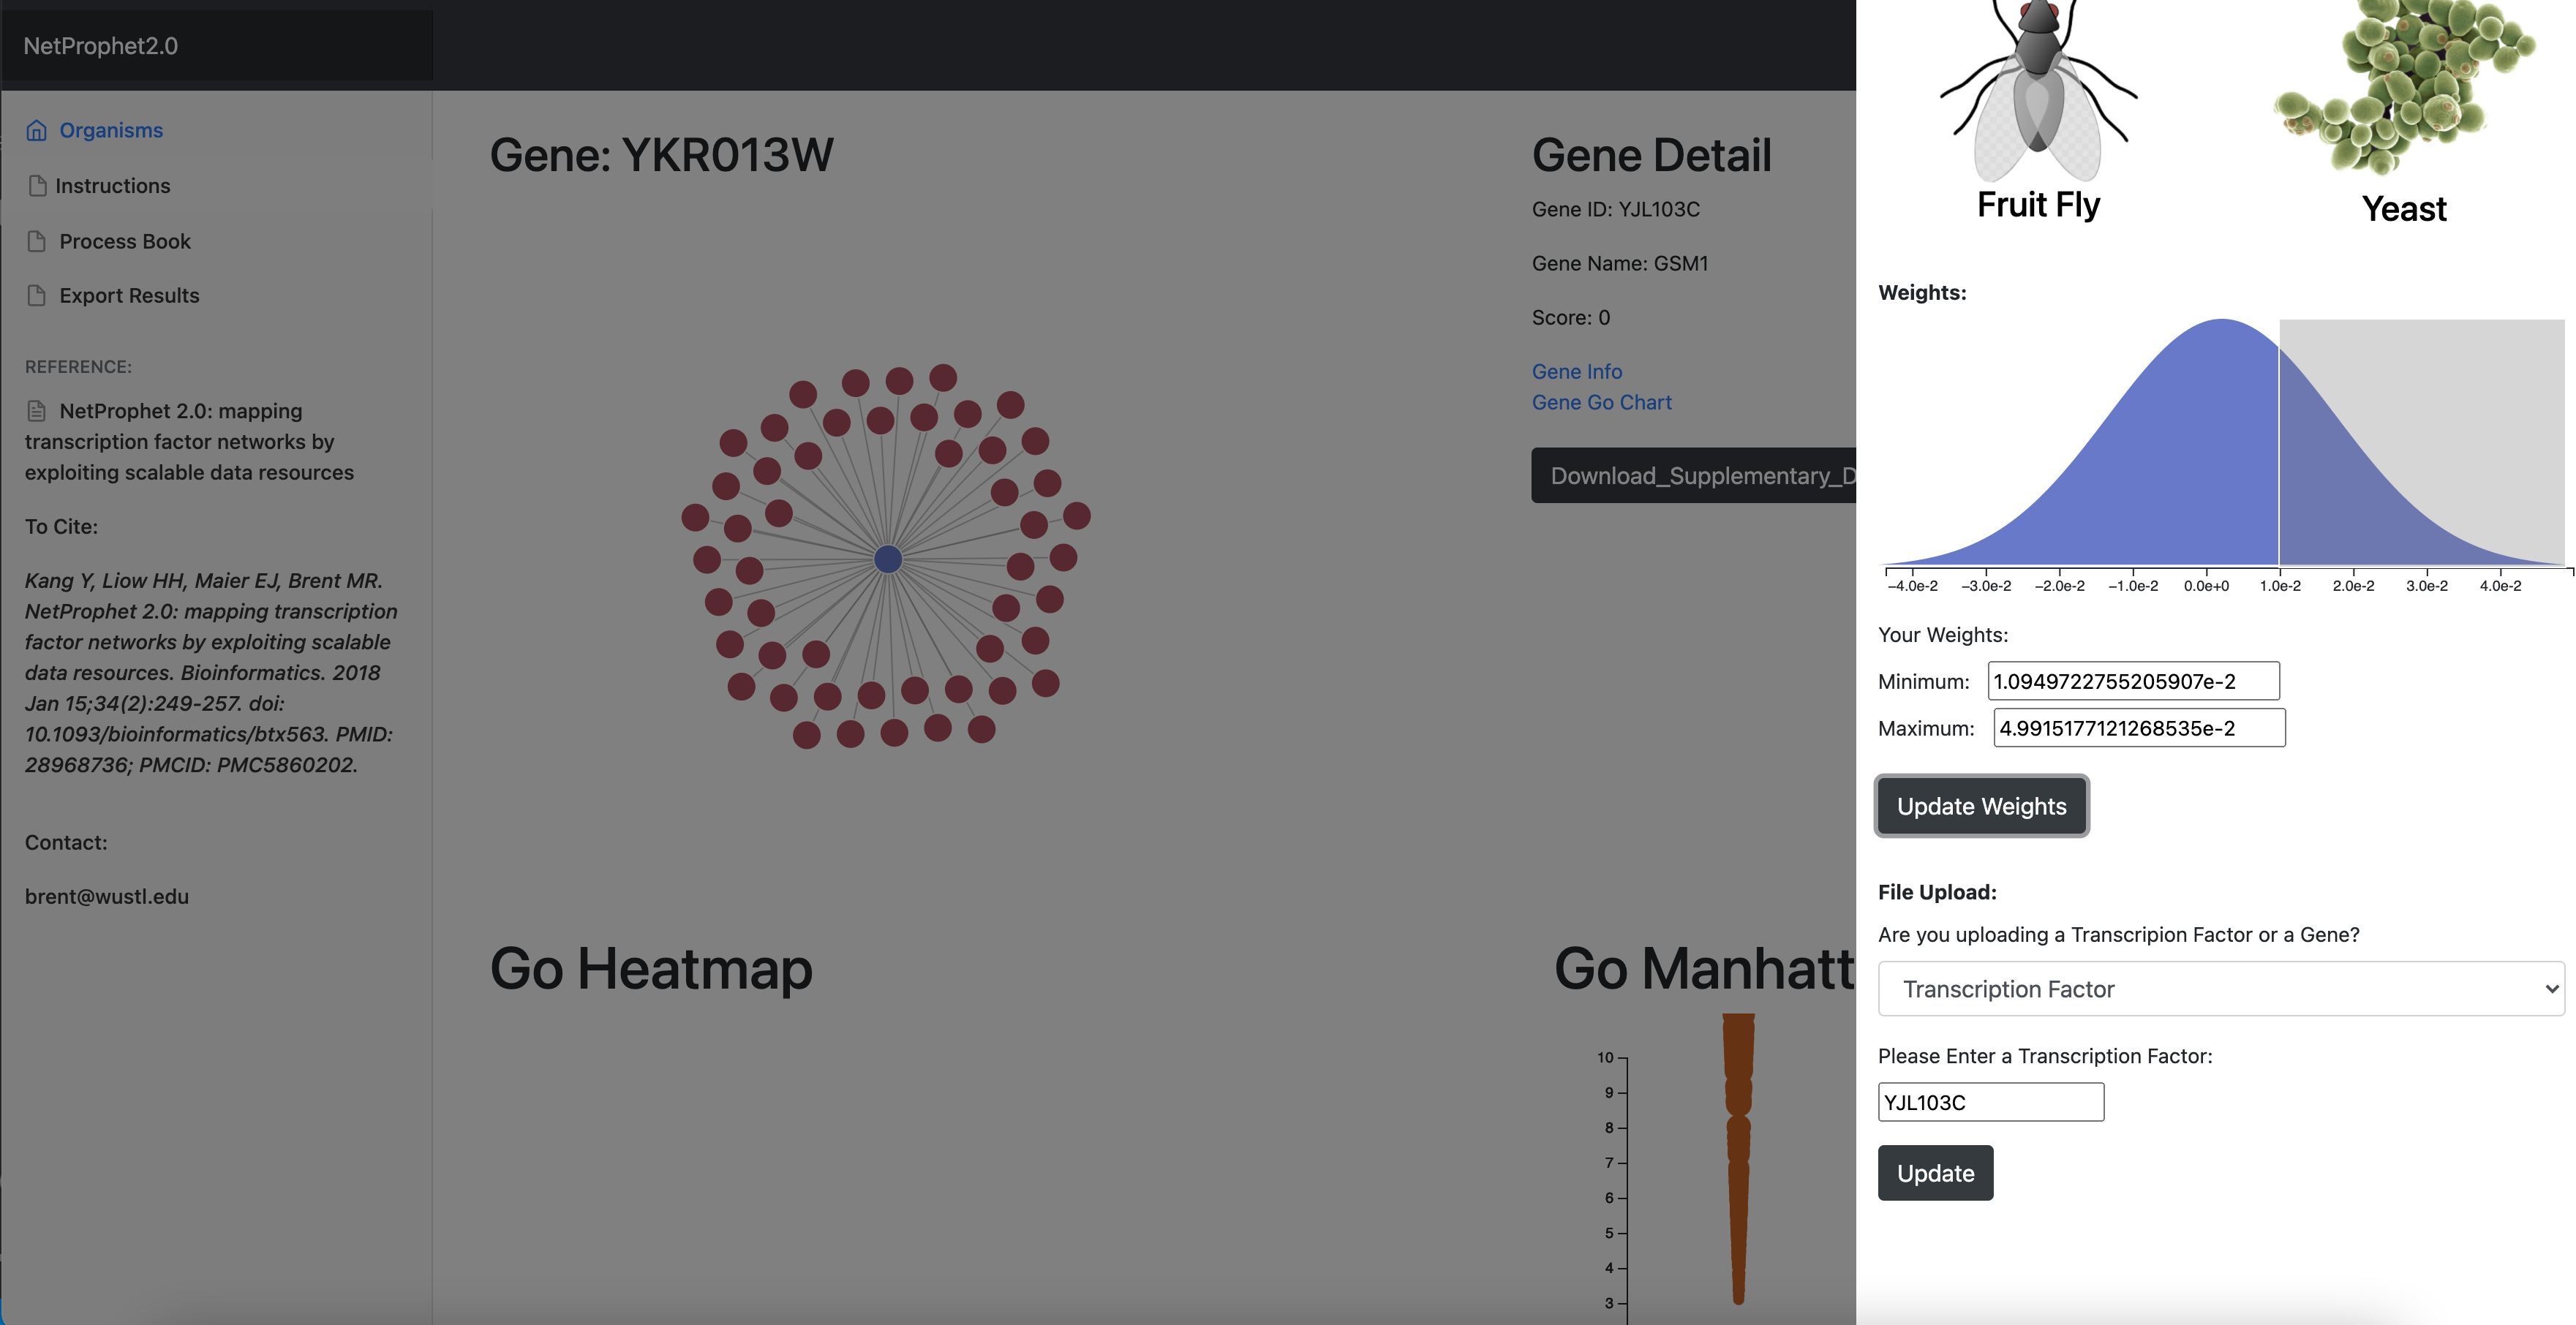 NetProphet2.0
Organisms
Instructions
Process Book
Export Results
REFERENCE:
NetProphet 2.0: mapping
transcription factor networks by
exploiting scalable data resources
To Cite:
Kang Y, Liow HH, Maier EJ, Brent MR.
NetProphet 2.0: mapping transcription
factor networks by exploiting scalable
data resources. Bioinformatics. 2018
Jan 15;34(2):249-257. doi:
10.1093/bioinformatics/btx563. PMID:
28968736; PMCID: PMC5860202.
Contact:
brent@wustl.edu
Gene: YKR013W
Gene Detail
Gene ID: YJL103C
Gene Name: GSM1
Score: 0
Gene Info
Gene Go Chart
Download_Supplementary_D
Go Heatmap
Go Manhatt
10
9
8
7
6
5
4
3
Fruit Fly
Yeast
Weights:
−4.0e-2 −3.0e-2 −2.0e-2 −1.0e-2 0.0e+0 1.0e-2 2.0e-2 3.0e-2 4.0e-2
Your Weights:
Minimum: 1.0949722755205907e-2
Maximum: 4.9915177121268535e-2
Update Weights
File Upload:
Are you uploading a Transcripion Factor or a Gene?
Transcription Factor
Please Enter a Transcription Factor:
YJL103C
Update